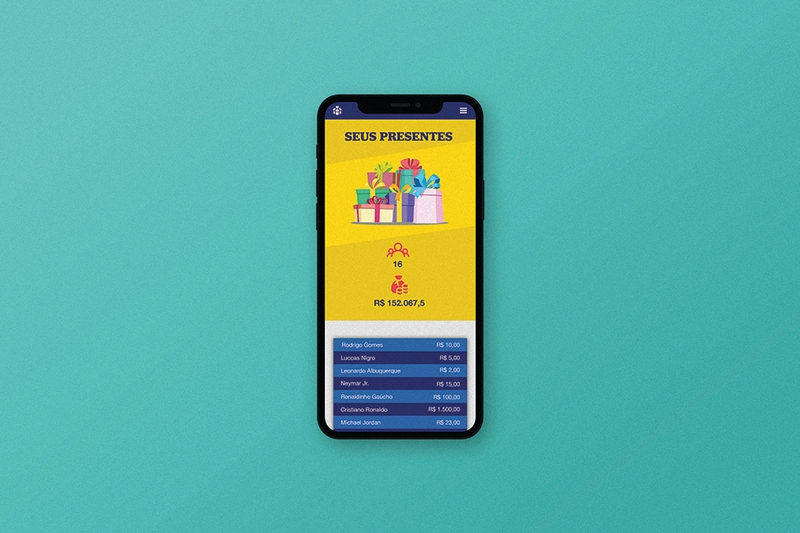 SEUS PRESENTES
16
R$ 152.067,5
Rodrigo Gomes R$ 10,00
Luccas Nigro R$ 5,00
Leonardo Albuquerque R$ 2,00
Neymar Jr. R$ 15,00
Ronaldinho Gaúcho R$ 100,00
Cristiano Ronaldo R$ 1.500,00
Michael Jordan R$ 23,00